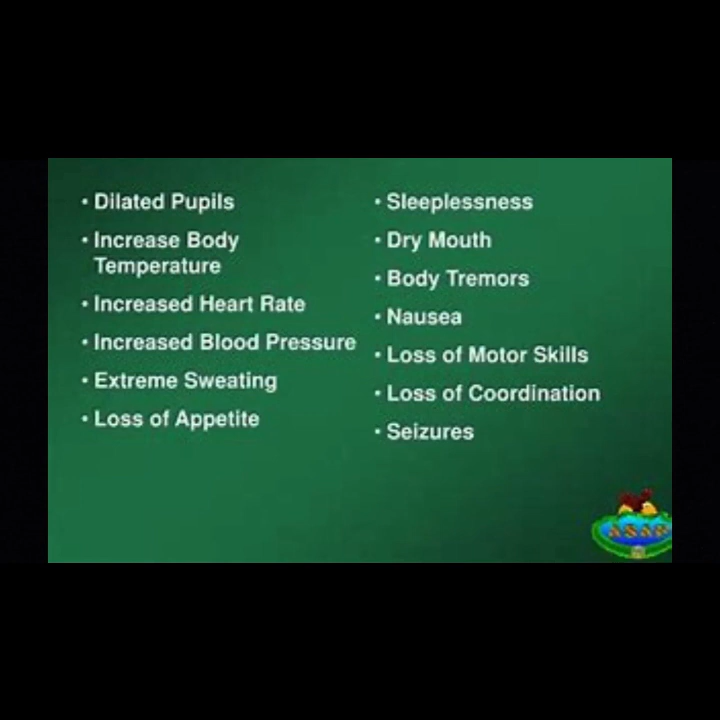 • Dilated Pupils
• Increase Body
Temperature
• Increased Heart Rate
• Increased Blood Pressure
• Extreme Sweating
• Loss of Appetite
• Sleeplessness
• Dry Mouth
• Body Tremors
• Nausea
• Loss of Motor Skills
• Loss of Coordination
• Seizures